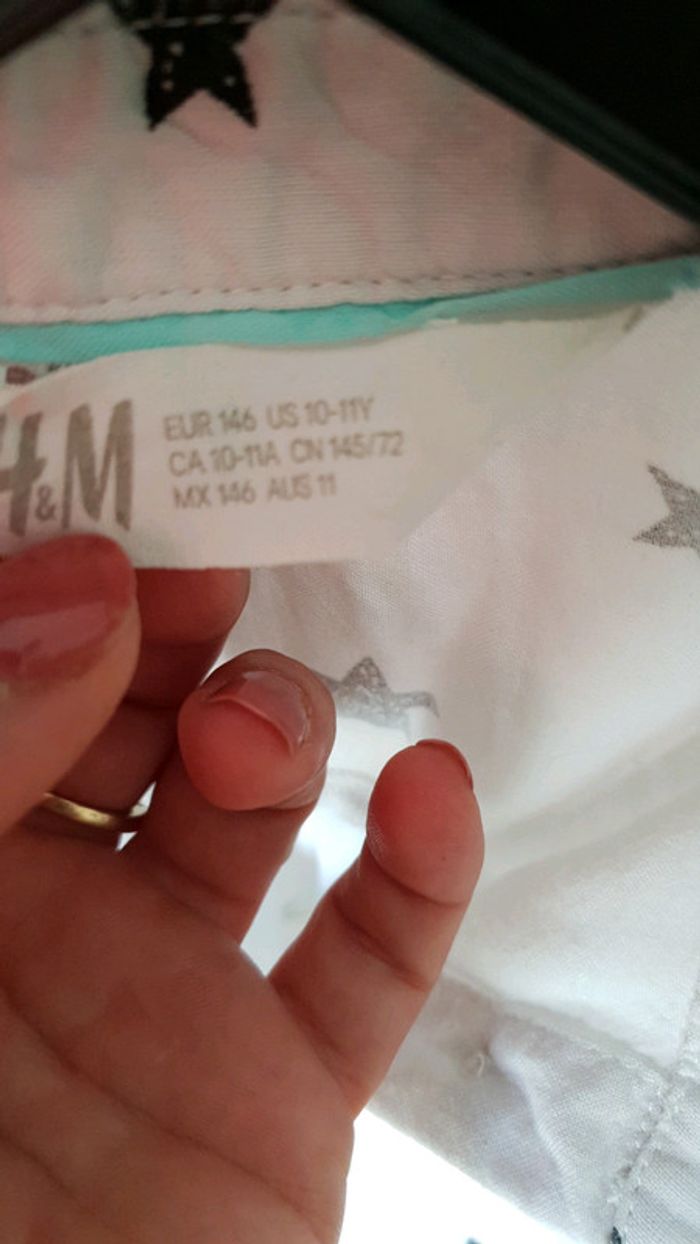 H&M
EUR 146 US 10-11Y
CA 10-11A CN 145/72
MX 146 AUS 11